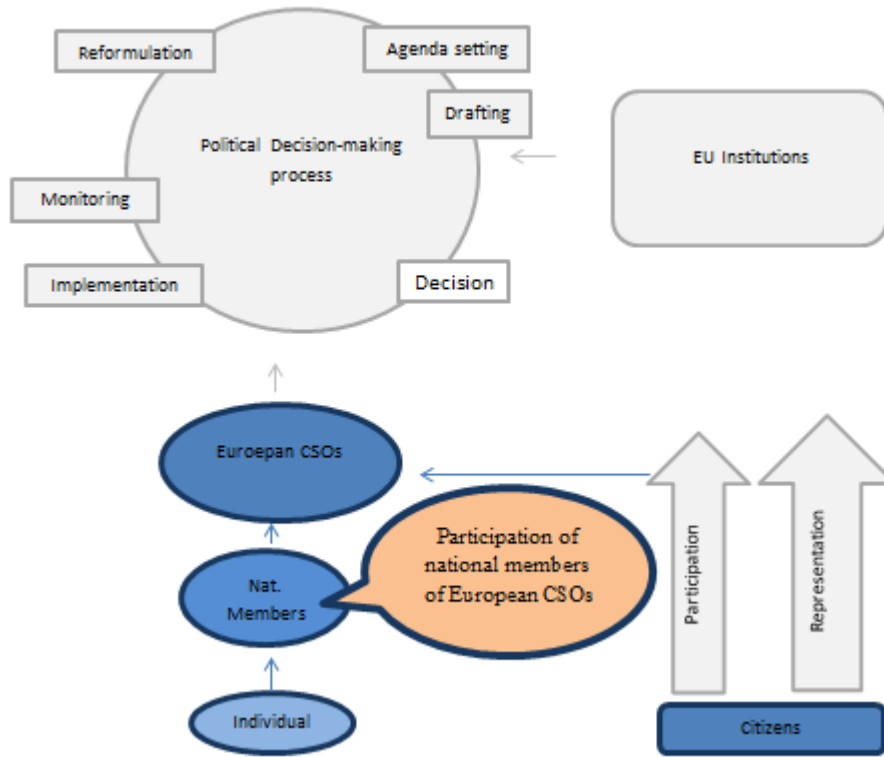 Reformulation
Agenda setting
Drafting
Political Decision-making
process
EU Institutions
Monitoring
Implementation
Decision
Euroepan CSOs
Participation of
national members
of European CSOs
Nat.
Members
Individual
Participation
Representation
Citizens